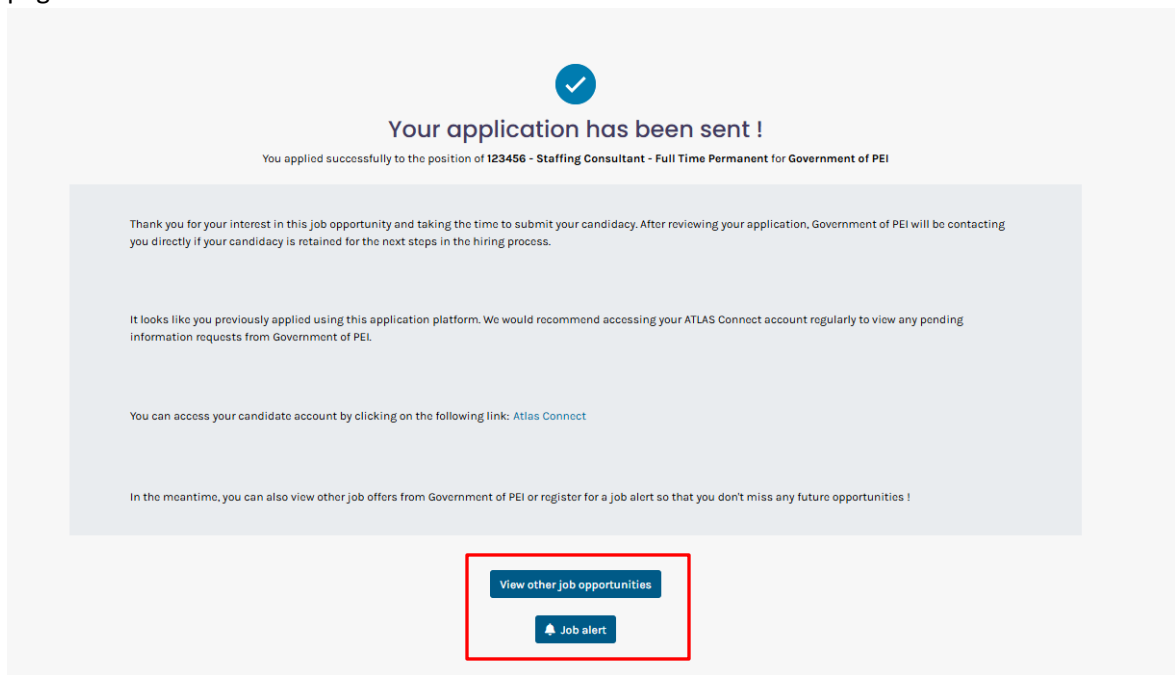 Your application has been sent !
You applied successfully to the position of 123456 - Staffing Consultant - Full Time Permanent for Government of PEI
Thank you for your interest in this job opportunity and taking the time to submit your candidacy. After reviewing your application, Government of PEI will be contacting
you directly if your candidacy is retained for the next steps in the hiring process.
It looks like you previously applied using this application platform. We would recommend accessing your ATLAS Connect account regularly to view any pending
information requests from Government of PEI.
You can access your candidate account by clicking on the following link: Atlas Connect
In the meantime, you can also view other job offers from Government of PEI or register for a job alert so that you don't miss any future opportunities !
View other job opportunities
Job alert